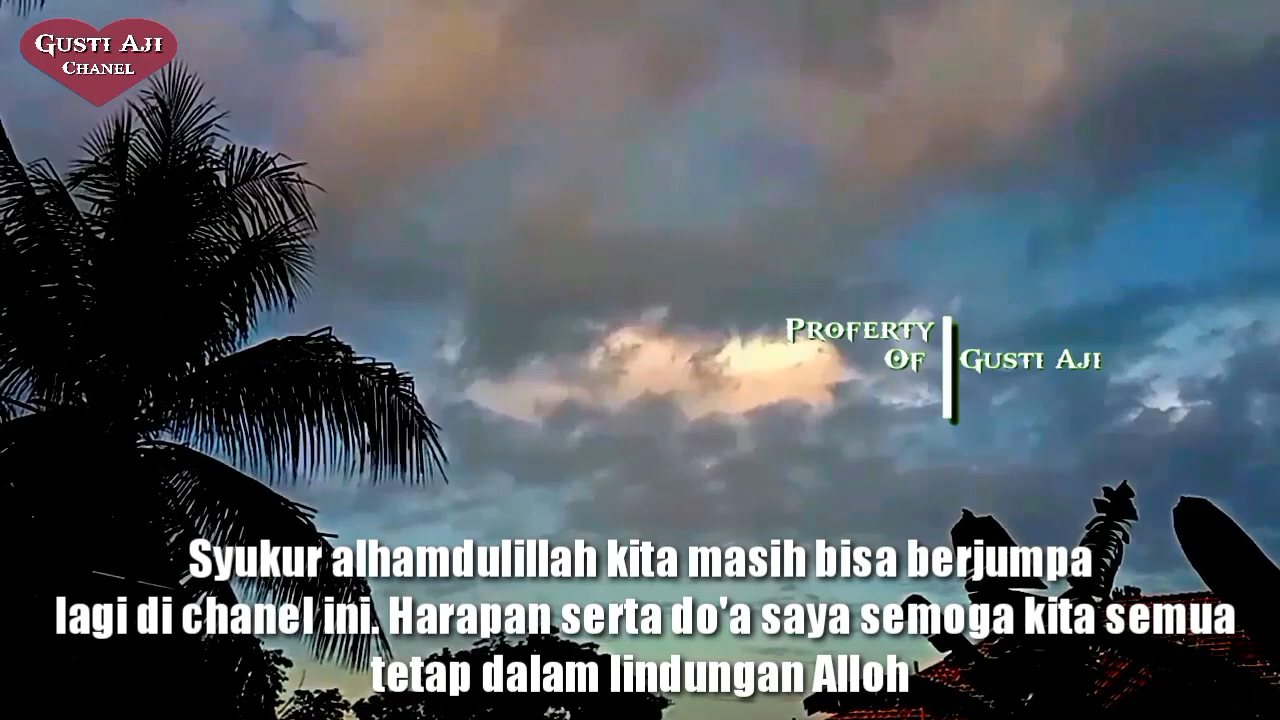 Gusti Aji
Chanel
Proferty
Of
Gusti Aji
Syukur alhamdulillah kita masih bisa berjumpa
lagi di chanel ini. Harapan serta do'a saya semoga kita semua
tetap dalam lindungan Alloh